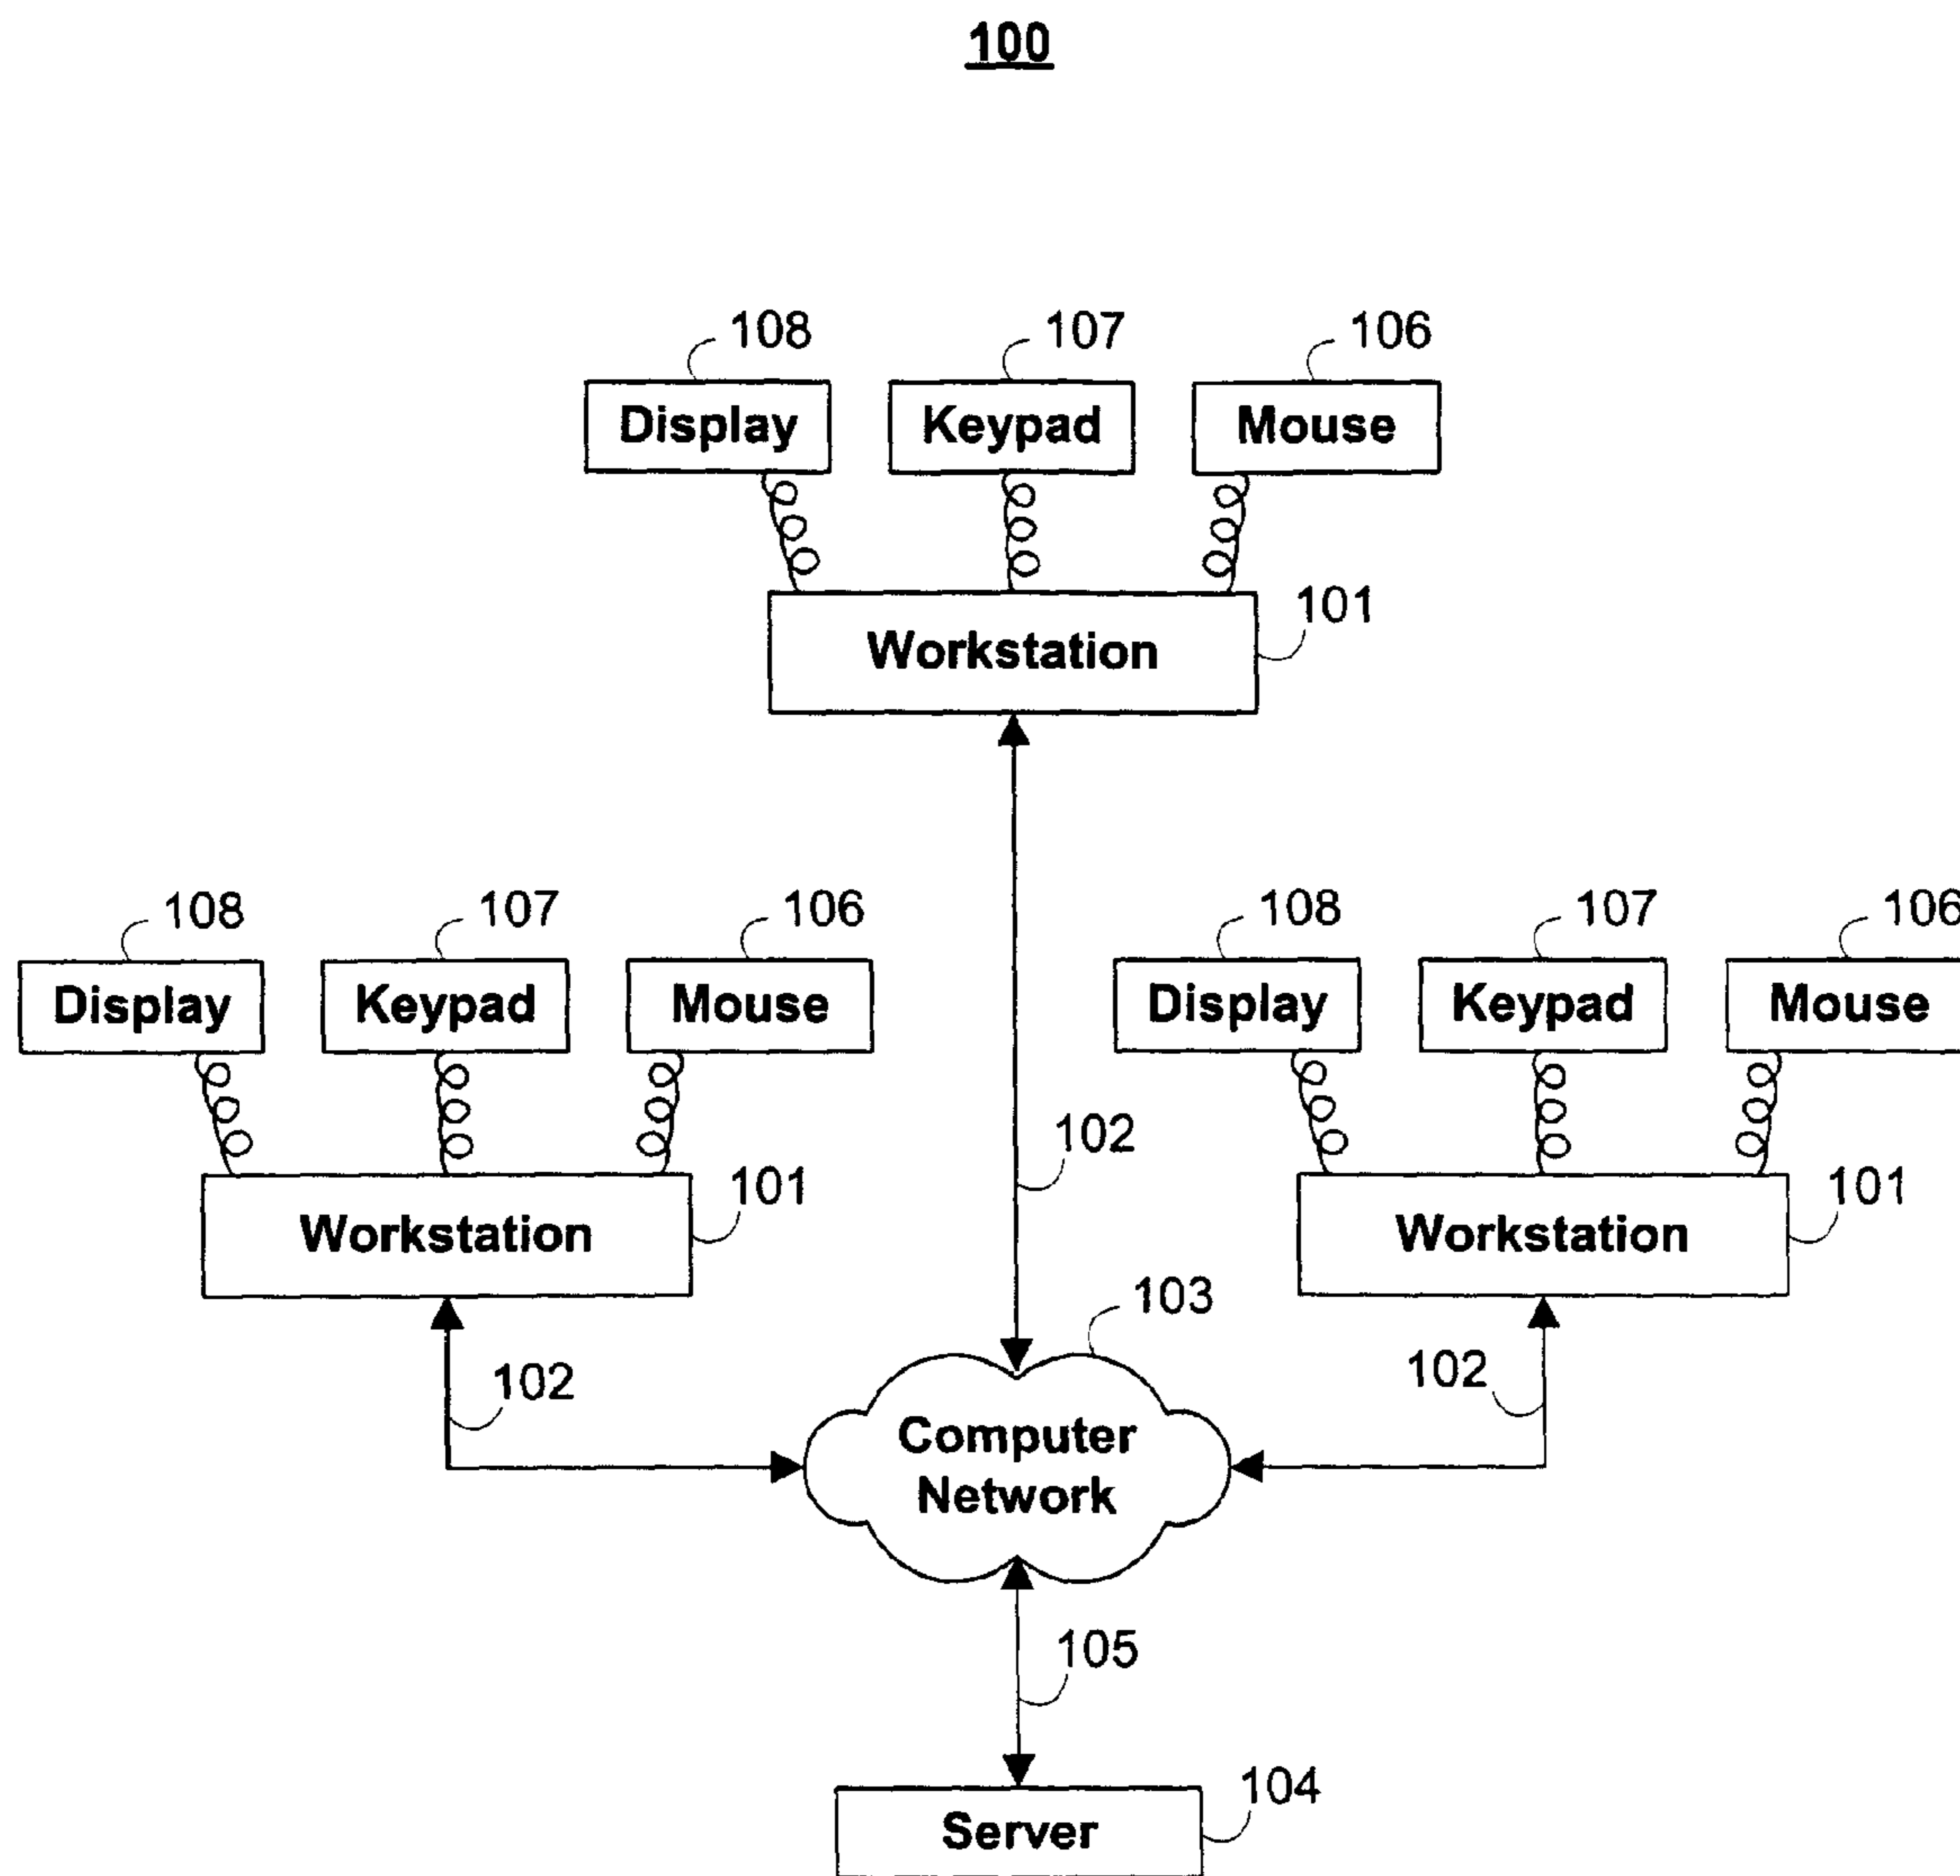 100
108 107 106
Display Keypad Mouse
101
Workstation
108 107 106 108 107 106
Display Keypad Mouse Display Keypad Mouse
102
101 101
Workstation Workstation
103
102 102
Computer
Network
105
104
Server